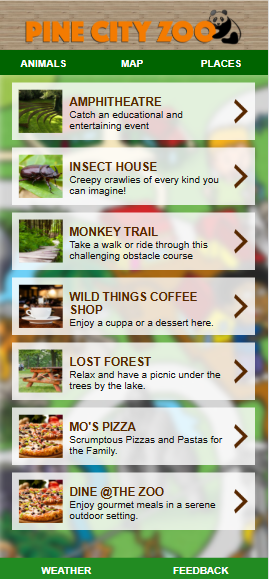 PINE CITY ZOO
ANIMALS MAP PLACES
AMPHITHEATRE
Catch an educational and
entertaining event
INSECT HOUSE
Creepy crawlies of every kind you
can imagine!
MONKEY TRAIL
Take a walk or ride through this
challenging obstacle course
WILD THINGS COFFEE
SHOP
Enjoy a cuppa or a dessert here.
LOST FOREST
Relax and have a picnic under the
trees by the lake.
MO'S PIZZA
Scrumptous Pizzas and Pastas for
the Family.
DINE @THE ZOO
Enjoy gourmet meals in a serene
outdoor setting.
WEATHER FEEDBACK